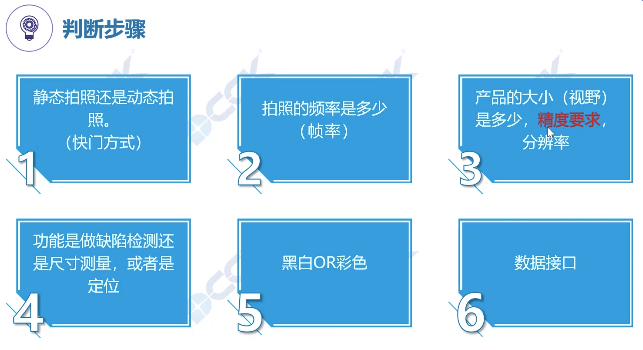 判断步骤
静态拍照还是动态拍
照。
（快门方式）
1
拍照的频率是多少
（帧率）
2
产品的大小（视野）
是多少，精度要求，
分辨率
3
功能是做缺陷检测还
是尺寸测量，或者是
定位
4
黑白OR彩色
5
数据接口
6